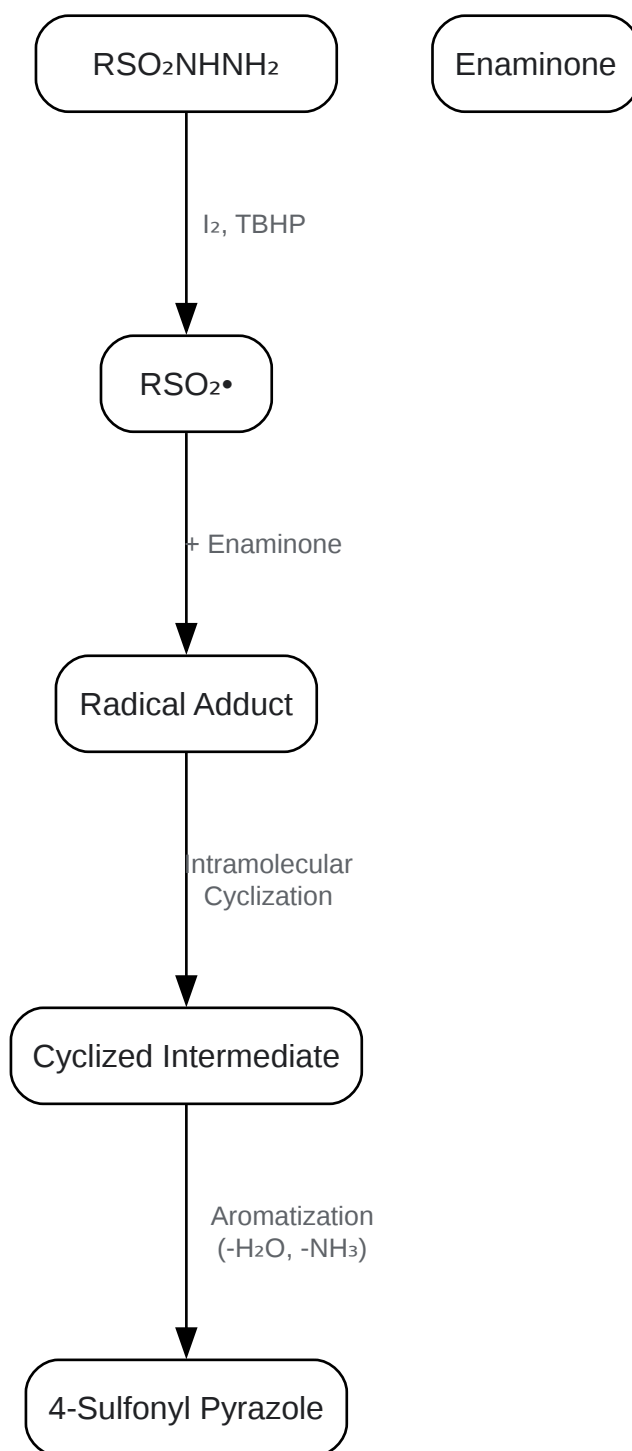 RSO₂NHNH₂
Enaminone
I₂, TBHP
RSO₂•
+ Enaminone
Radical Adduct
Intramolecular
Cyclization
Cyclized Intermediate
Aromatization
(-H₂O, -NH₃)
4-Sulfonyl Pyrazole